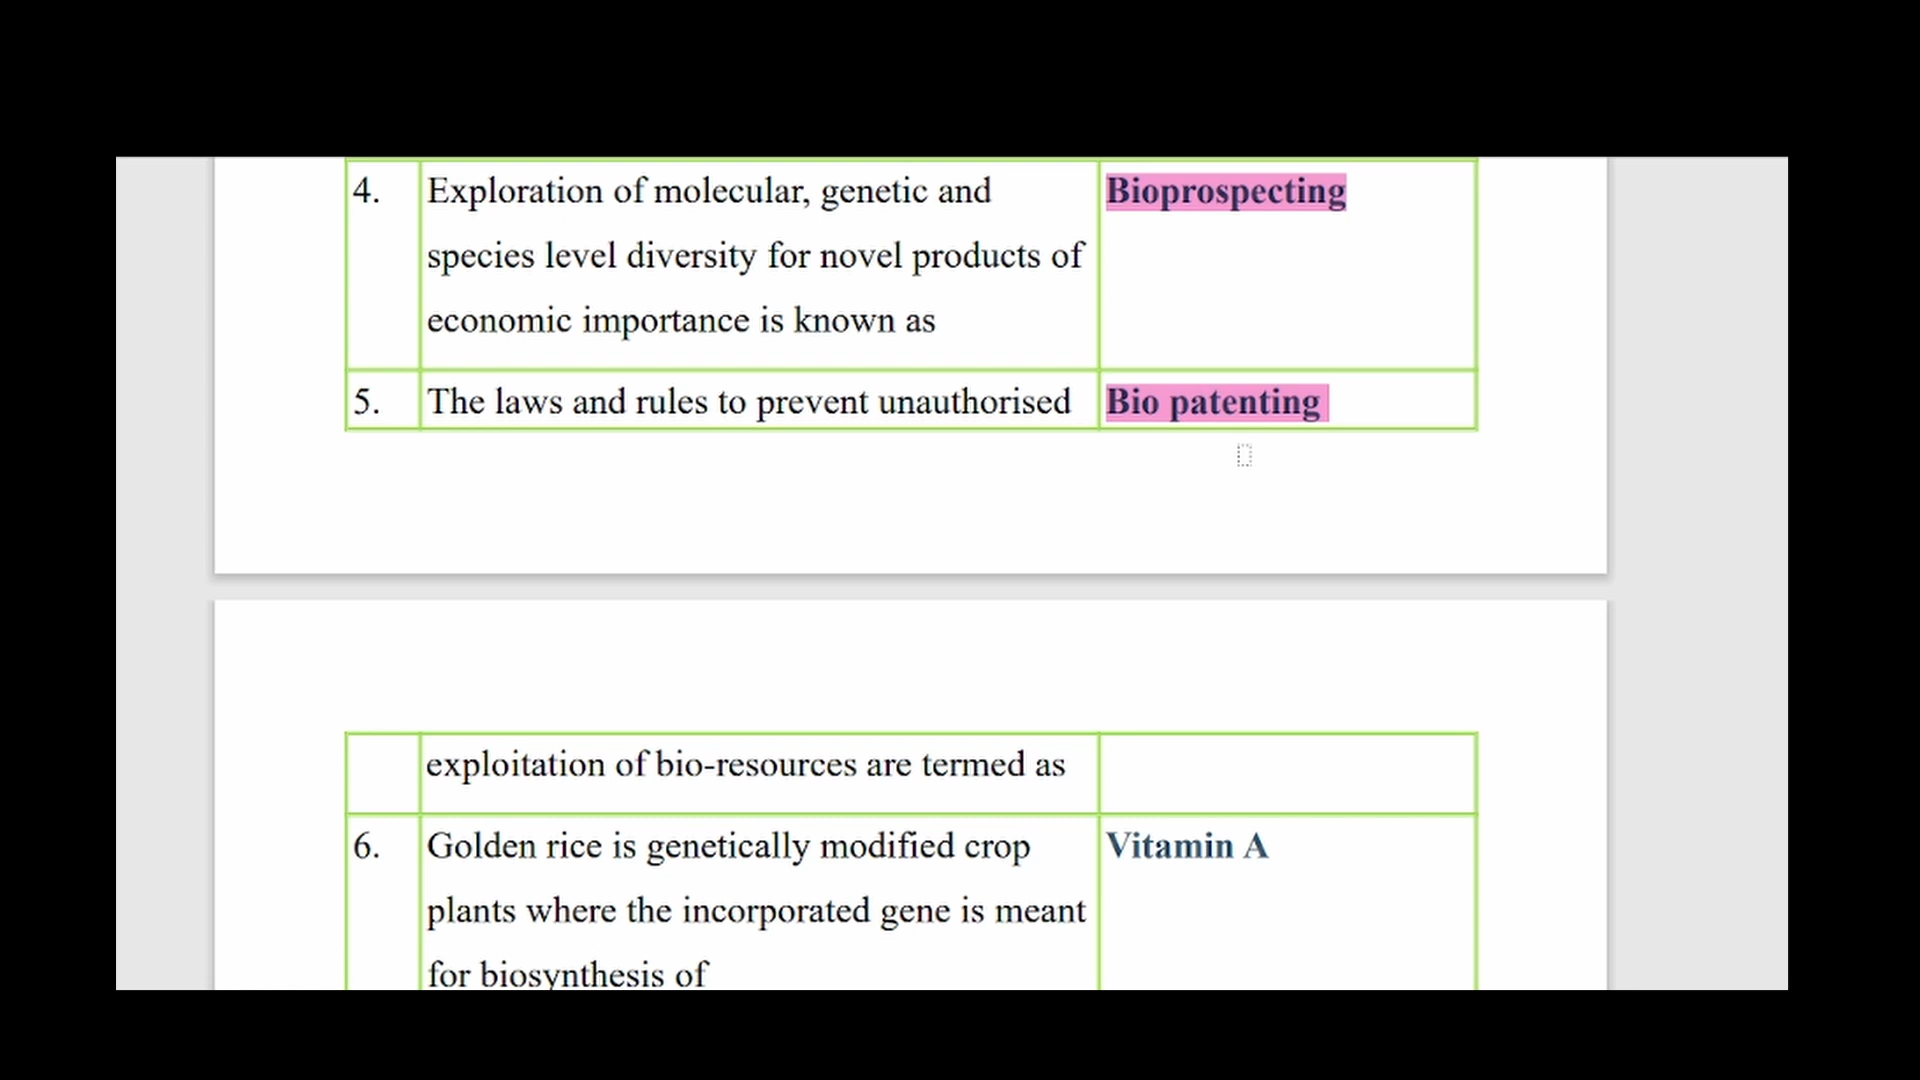 4. Exploration of molecular, genetic and Bioprospecting
species level diversity for novel products of
economic importance is known as
5. The laws and rules to prevent unauthorised Bio patenting
exploitation of bio-resources are termed as
6. Golden rice is genetically modified crop Vitamin A
plants where the incorporated gene is meant
for biosynthesis of